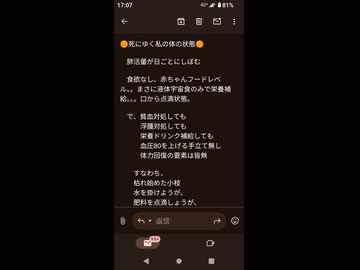 17:07
4G
81%
🟠死にゆく私の体の状態🟠
肺活量が日ごとにしぼむ
食欲なし、赤ちゃんフードレベ
ル。。まさに液体宇宙食のみで栄養補
給。。。口から点滴状態。
で、貧血対処しても
浮腫対処しても
栄養ドリンク補給しても
血圧80を上げる手立て無し
体力回復の要素は皆無
すなわち、
枯れ始めた小枝
水を掛けようが、
肥料を点滴しようが、
返信
99+